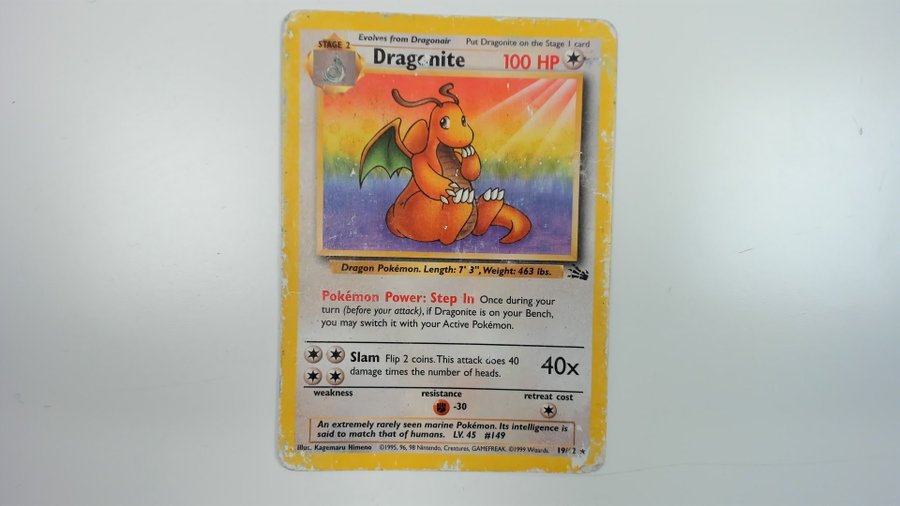 Evolves from Dragonair Put Dragonite on the Stage 1 card
STAGE 2
Dragonite 100 HP
Dragon Pokémon. Length: 7' 3", Weight: 463 lbs.
Pokémon Power: Step In Once during your
turn (before your attack), if Dragonite is on your Bench,
you may switch it with your Active Pokémon.
Slam Flip 2 coins. This attack does 40
damage times the number of heads.
40x
weakness resistance retreat cost
-30
An extremely rarely seen marine Pokémon. Its intelligence is
said to match that of humans. LV. 45 #149
Illus. Kagemaru Himeno ©1995, 96, 98 Nintendo, Creatures, GAMEFREAK. ©1999 Wizards. 19/62